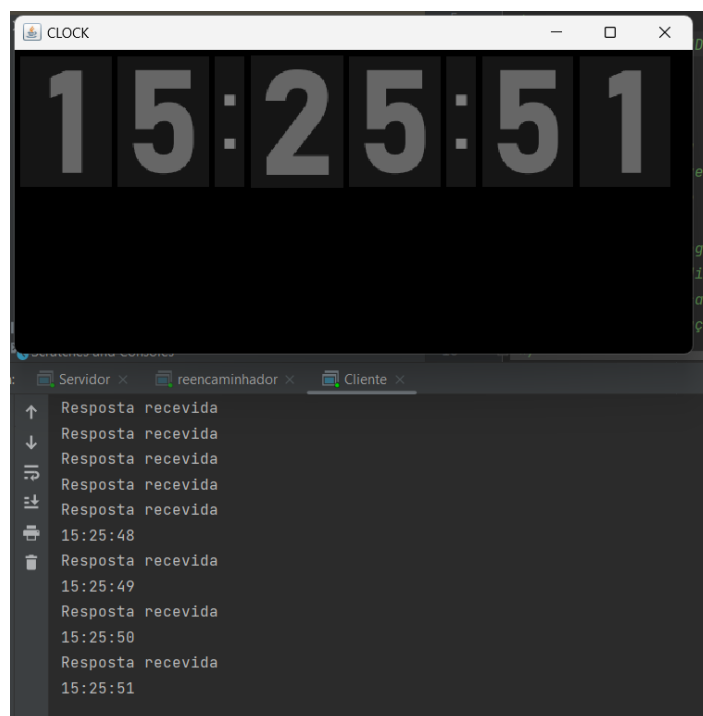 CLOCK
15:25:51
Servidor
reencaminhador
Cliente
Resposta recevida
Resposta recevida
Resposta recevida
Resposta recevida
Resposta recevida
15:25:48
Resposta recevida
15:25:49
Resposta recevida
15:25:50
Resposta recevida
15:25:51